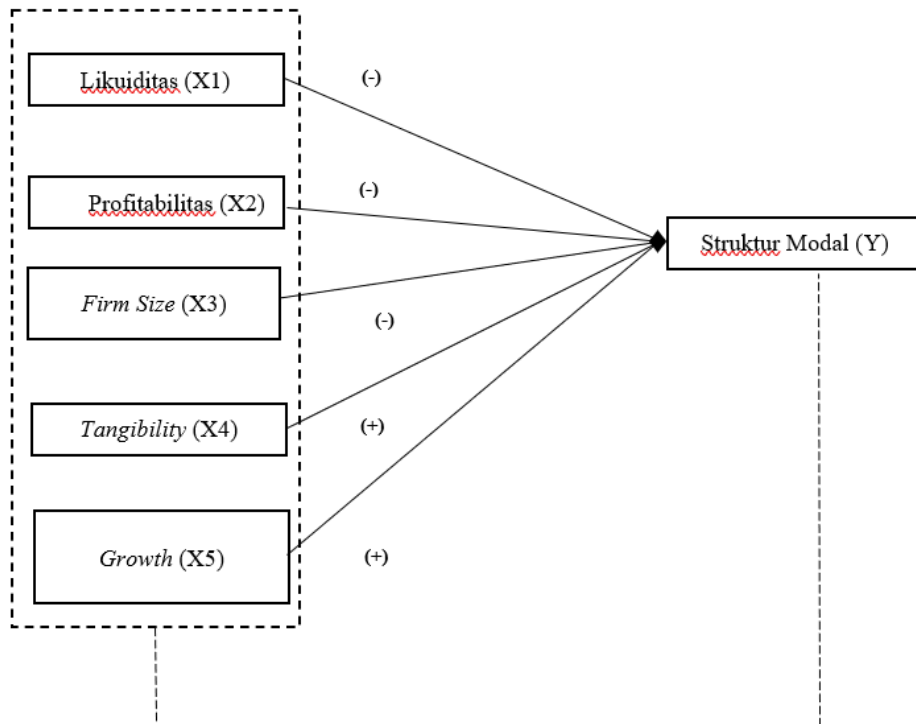 Likuiditas (X1)
(-)
Profitabilitas (X2)
(-)
Struktur Modal (Y)
Firm Size (X3)
(-)
Tangibility (X4)
(+)
Growth (X5)
(+)